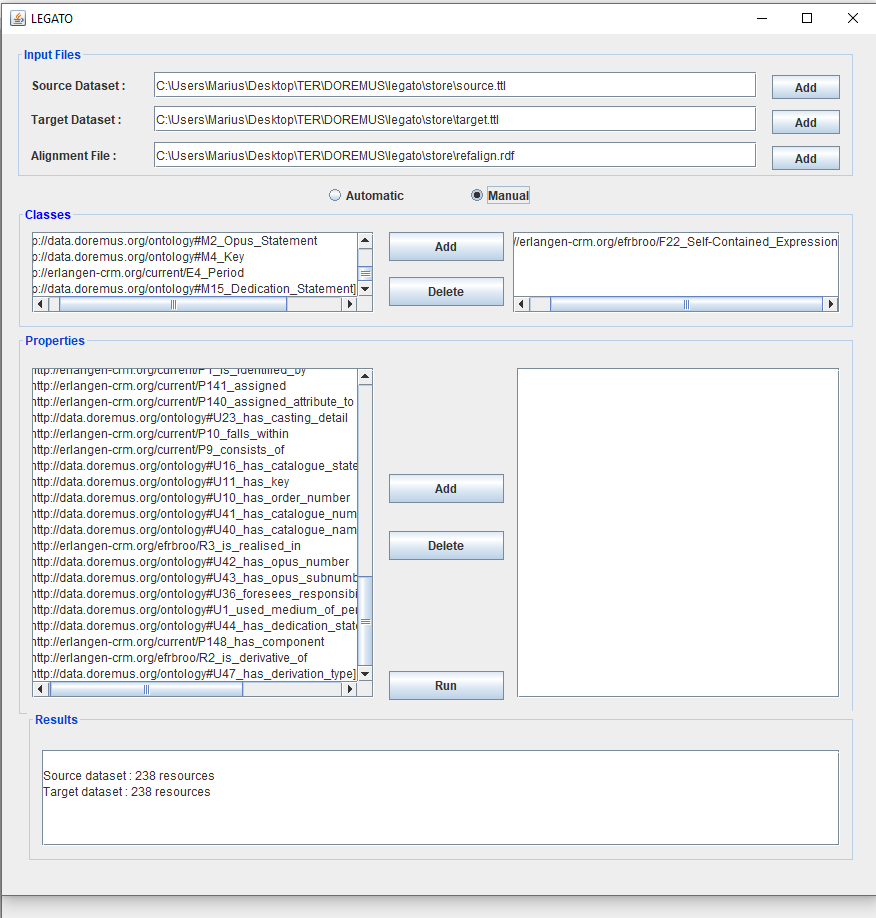 LEGATO
Input Files
Source Dataset : C:\Users\Marius\Desktop\TER\DOREMUS\legato\store\source.ttl Add
Target Dataset : C:\Users\Marius\Desktop\TER\DOREMUS\legato\store\target.ttl Add
Alignment File : C:\Users\Marius\Desktop\TER\DOREMUS\legato\store\refalign.rdf Add
Automatic Manual
Classes
p://data.doremus.org/ontology#M2_Opus_Statement
p://data.doremus.org/ontology#M4_Key
p://erlangen-crm.org/current/E4_Period
p://data.doremus.org/ontology#M15_Dedication_Statement]
Add
Delete
//erlangen-crm.org/efrbroo/F22_Self-Contained_Expression
Properties
http://erlangen-crm.org/current/P1_is_identified_by
http://erlangen-crm.org/current/P141_assigned
http://erlangen-crm.org/current/P140_assigned_attribute_to
http://data.doremus.org/ontology#U23_has_casting_detail
http://erlangen-crm.org/current/P10_falls_within
http://erlangen-crm.org/current/P9_consists_of
http://data.doremus.org/ontology#U16_has_catalogue_state
http://data.doremus.org/ontology#U11_has_key
http://data.doremus.org/ontology#U10_has_order_number
http://data.doremus.org/ontology#U41_has_catalogue_num
http://data.doremus.org/ontology#U40_has_catalogue_nam
http://erlangen-crm.org/efrbroo/R3_is_realised_in
http://data.doremus.org/ontology#U42_has_opus_number
http://data.doremus.org/ontology#U43_has_opus_subnumb
http://data.doremus.org/ontology#U36_foresees_responsibi
http://data.doremus.org/ontology#U1_used_medium_of_per
http://data.doremus.org/ontology#U44_has_dedication_stat
http://erlangen-crm.org/current/P148_has_component
http://erlangen-crm.org/efrbroo/R2_is_derivative_of
http://data.doremus.org/ontology#U47_has_derivation_type]
Add
Delete
Run
Results
Source dataset : 238 resources
Target dataset : 238 resources